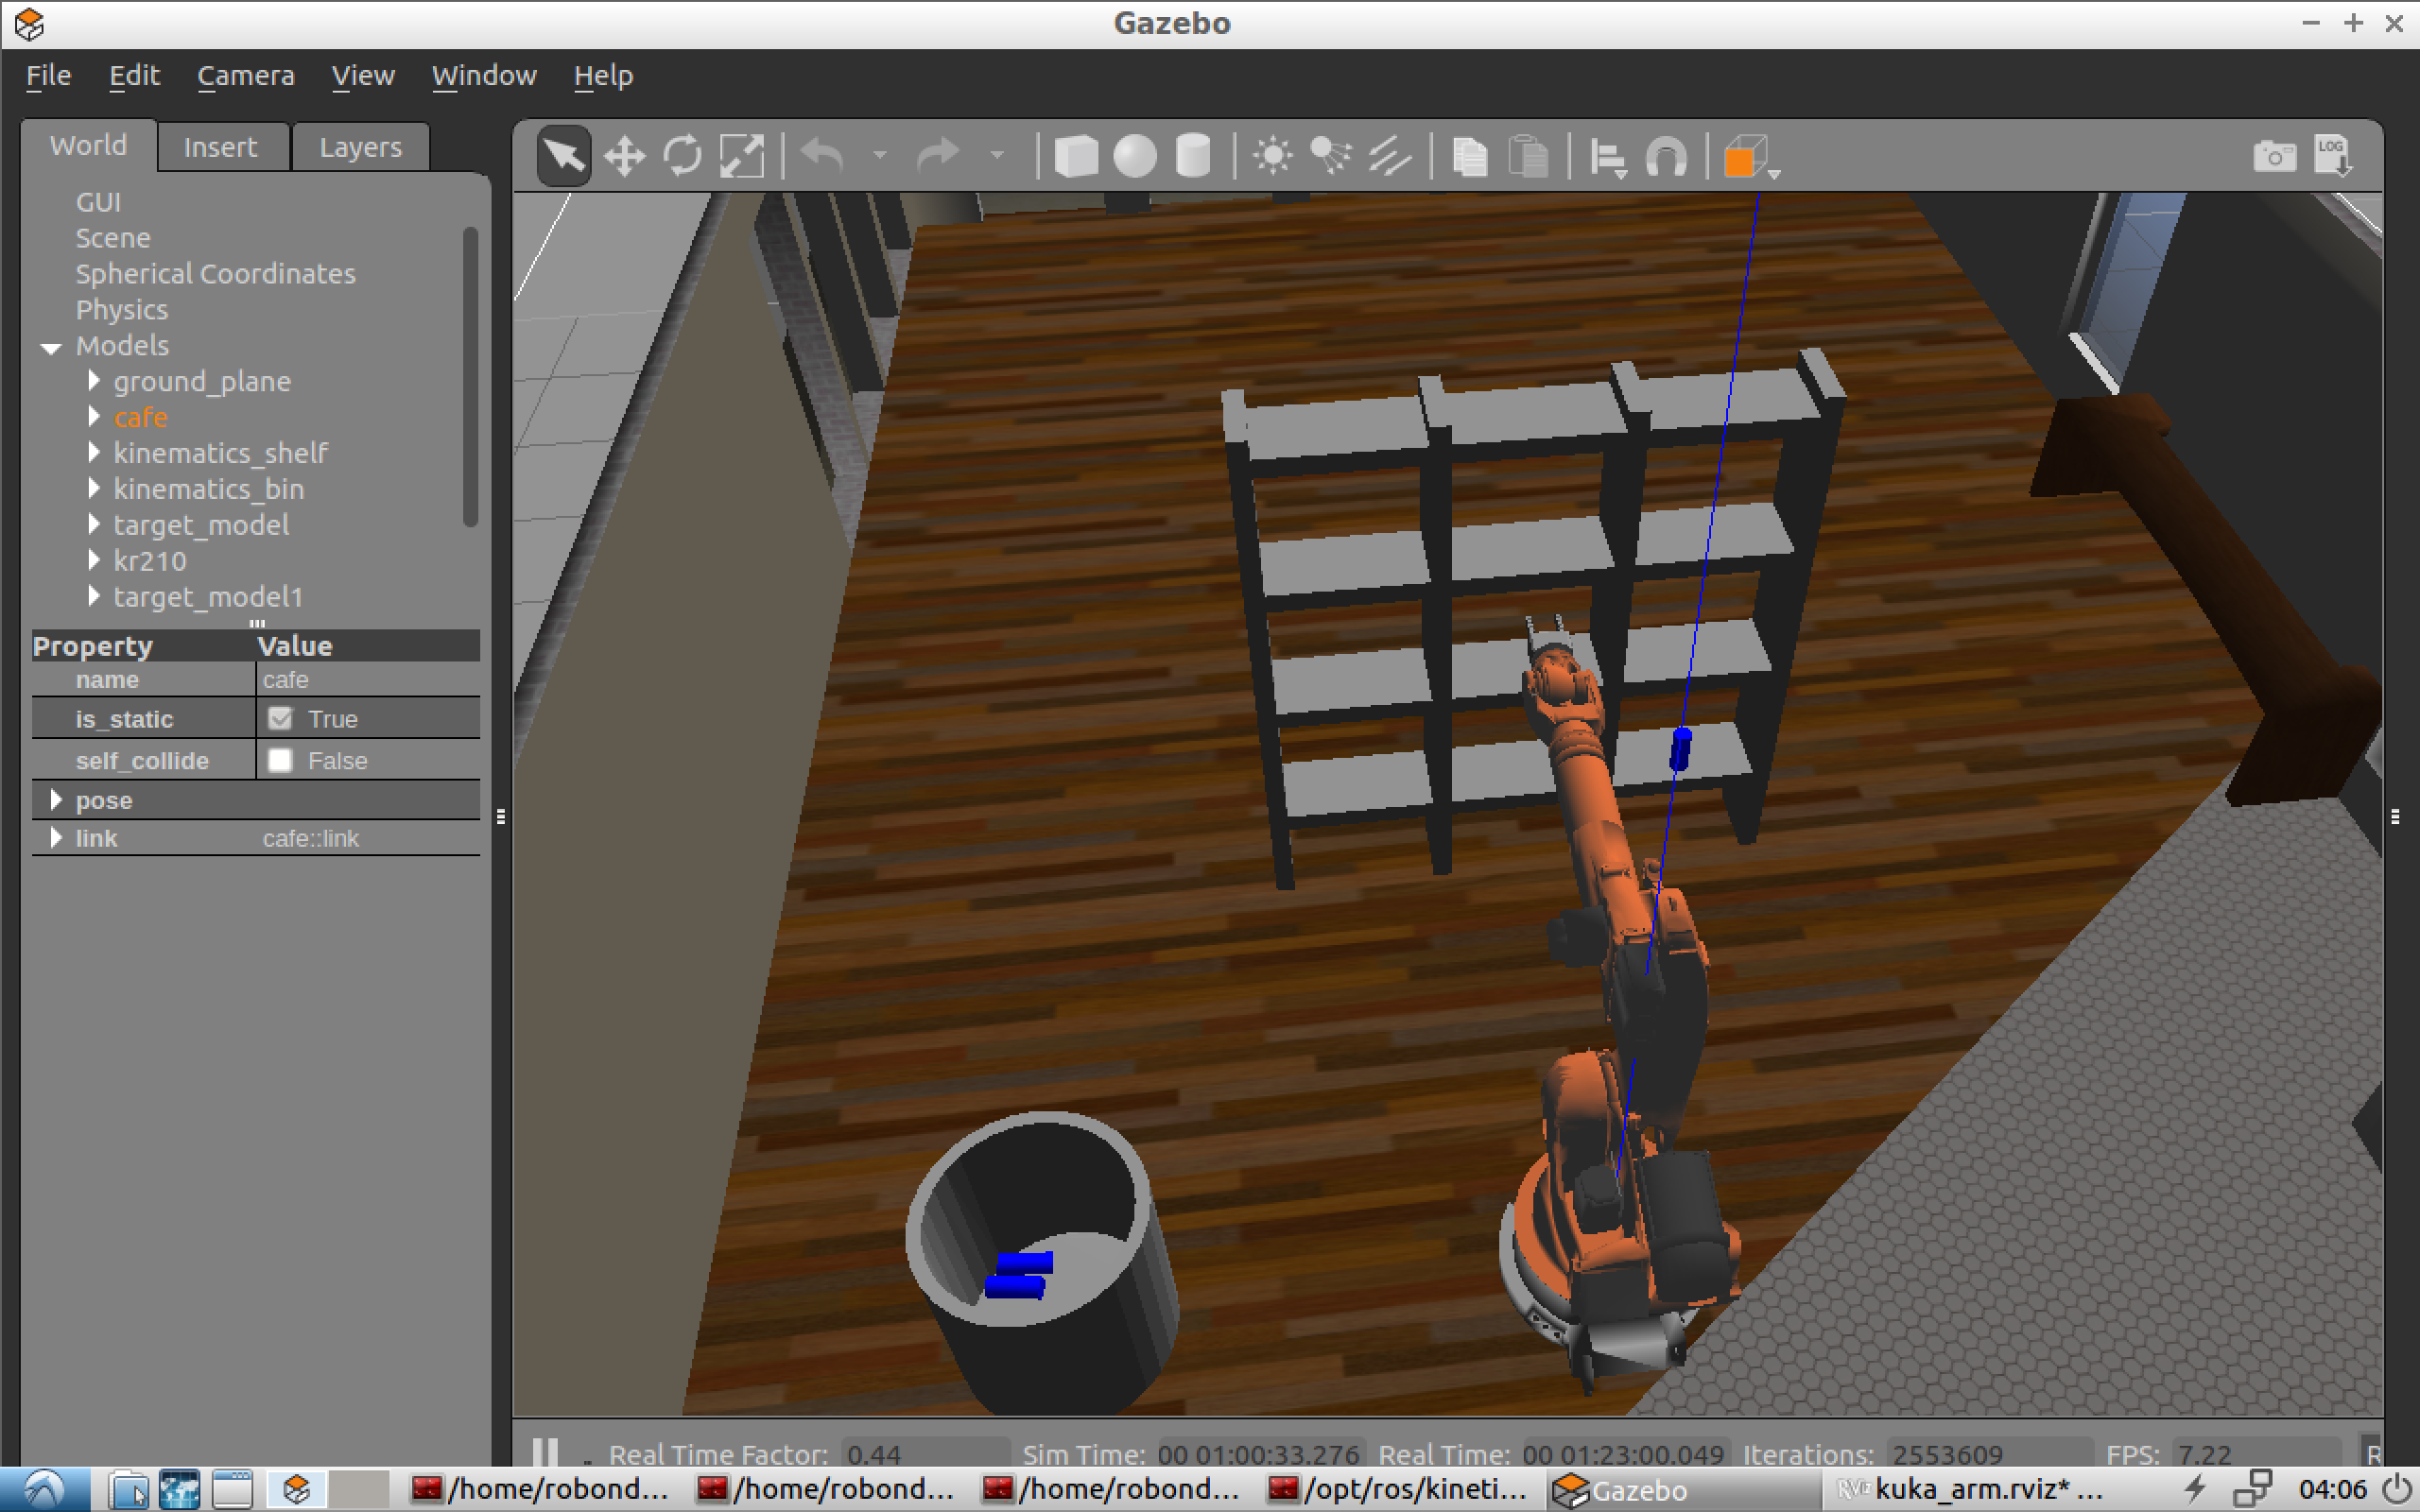 Gazebo
File Edit Camera View Window Help
World Insert Layers
LOG
GUI
Scene
Spherical Coordinates
Physics
Models
ground_plane
cafe
kinematics_shelf
kinematics_bin
target_model
kr210
target_model1
Property Value
name cafe
is_static True
self_collide False
pose
link cafe::link
Real Time Factor: 0.44 Sim Time: 00 01:00:33.276 Real Time: 00 01:23:00.049 Iterations: 2553609 FPS: 7.22 R
/home/robond... /home/robond... /home/robond... /opt/ros/kineti... Gazebo RViz kuka_arm.rviz* ... 04:06